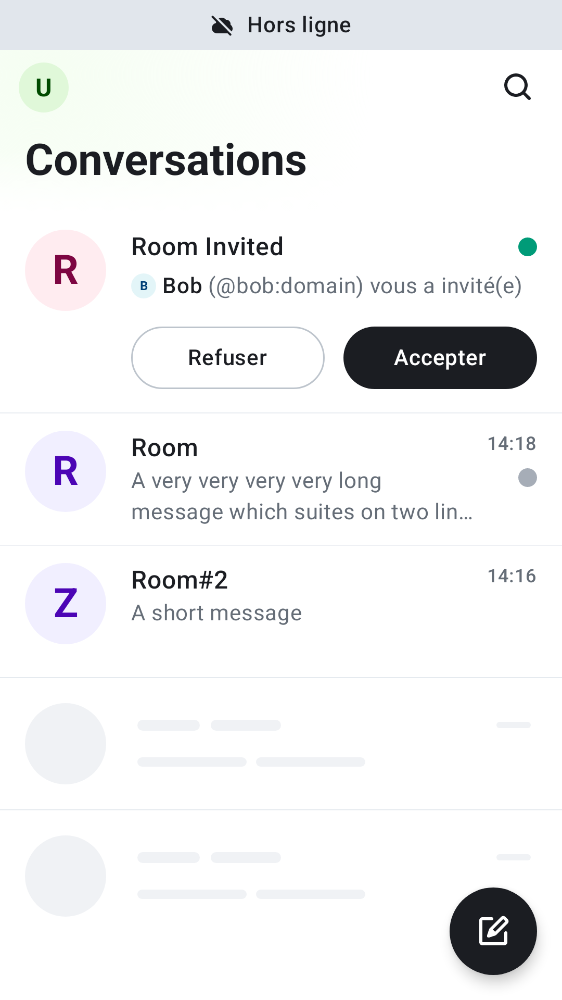 Hors ligne
U
Conversations
R
Room Invited
B Bob (@bob:domain) vous a invité(e)
Refuser
Accepter
R
Room
14:18
A very very very very long
message which suites on two lin…
Z
Room#2
14:16
A short message